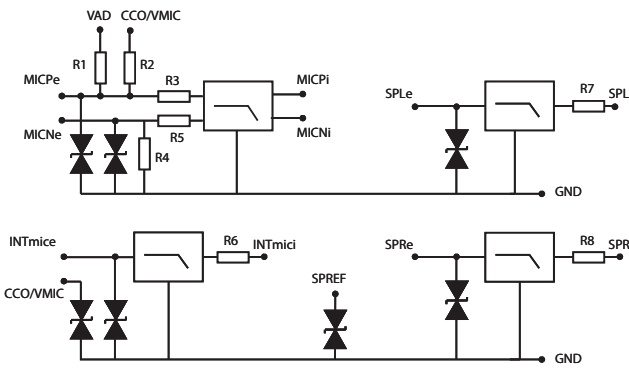 VAD CCO/VMIC
R1 R2
MICPe R3 MICPi
MICNe R5 MICNi
R4
SPLe R7 SPL
GND
INTmice R6 INTmici
CCO/VMIC
SPREF
SPRe R8 SPR
GND